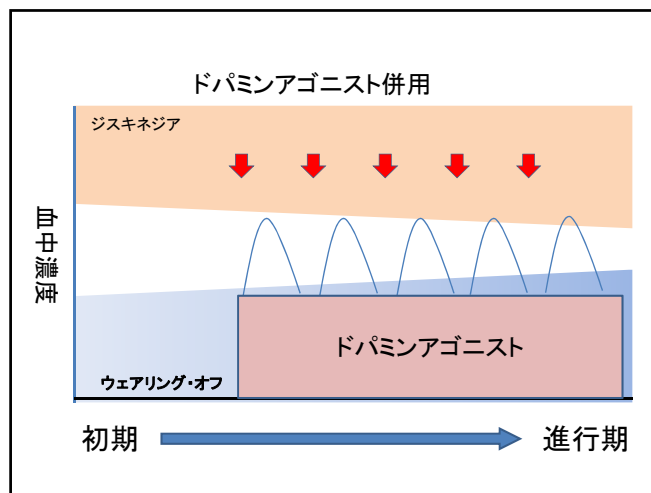 ドパミンアゴニスト併用
ジスキネジア
血中濃度
ドパミンアゴニスト
ウェアリング・オフ
初期
進行期